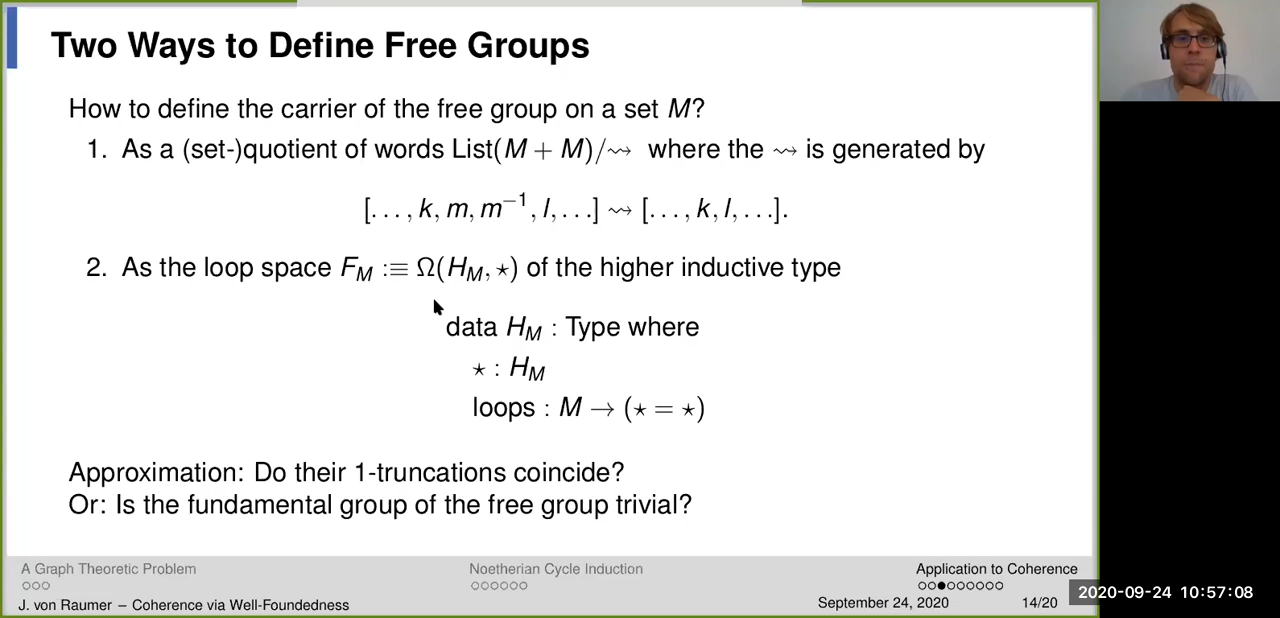 Two Ways to Define Free Groups
How to define the carrier of the free group on a set M?
1. As a (set-)quotient of words List(M + M)/⇝ where the ⇝ is generated by
[. . . , k, m, m⁻¹, l, . . .] ⇝ [. . . , k, l, . . .].
2. As the loop space F_M :≡ Ω(H_M, ⋆) of the higher inductive type
data H_M : Type where
⋆ : H_M
loops : M → (⋆ = ⋆)
Approximation: Do their 1-truncations coincide?
Or: Is the fundamental group of the free group trivial?
A Graph Theoretic Problem
Noetherian Cycle Induction
Application to Coherence
J. von Raumer – Coherence via Well-Foundedness
September 24, 2020
14/20
2020-09-24 10:57:08